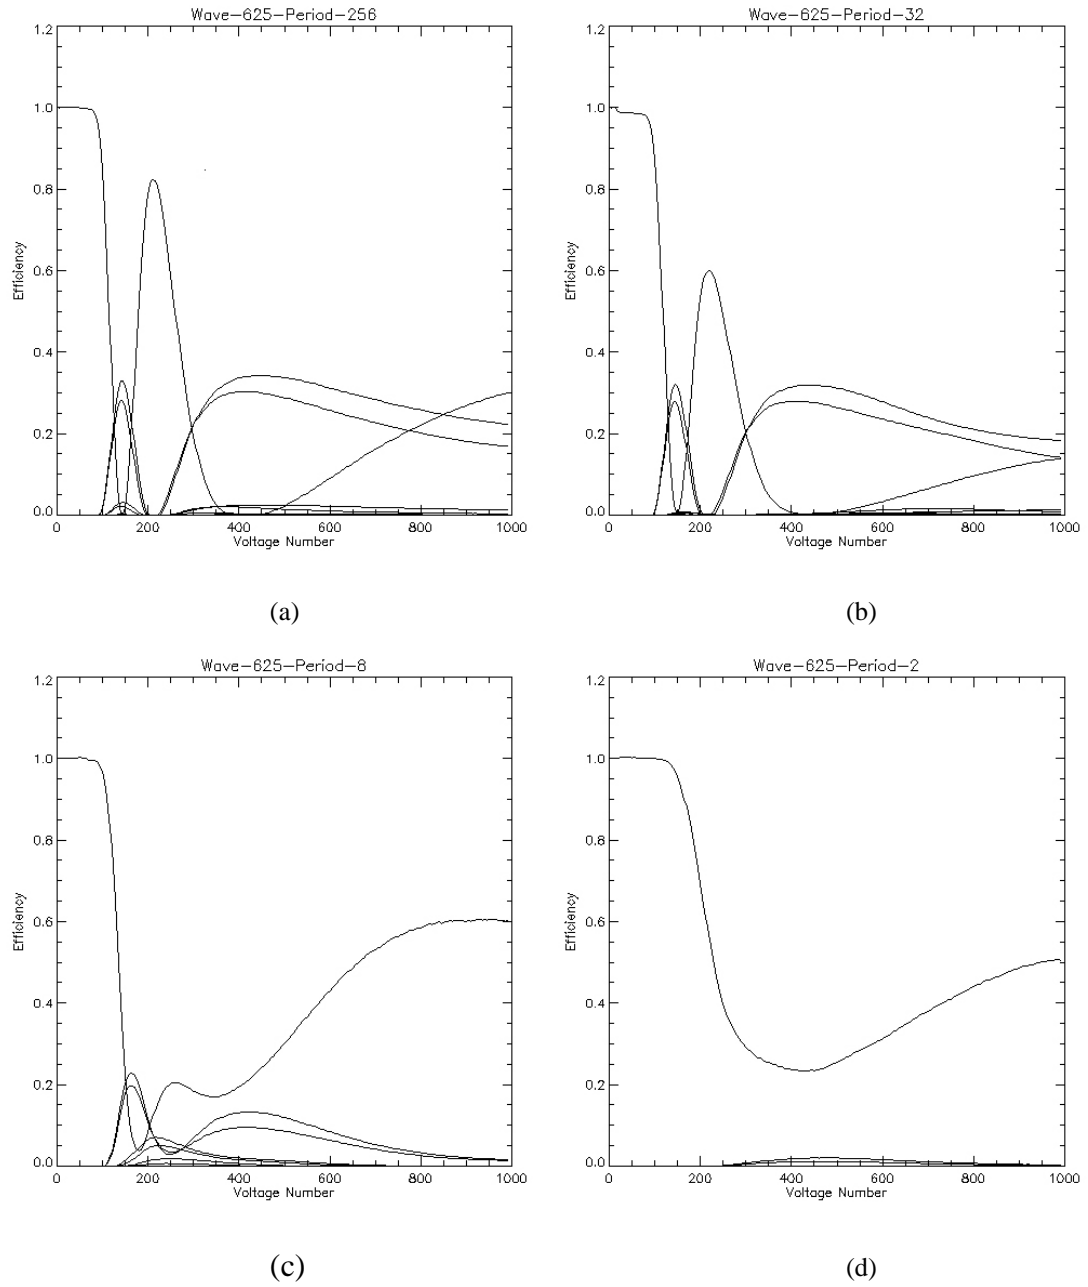 Wave-625-Period-256
1.2
1.0
0.8
0.6
0.4
0.2
0.0
Efficiency
0 200 400 600 800 1000
Voltage Number
(a)
Wave-625-Period-32
1.2
1.0
0.8
0.6
0.4
0.2
0.0
Efficiency
0 200 400 600 800 1000
Voltage Number
(b)
Wave-625-Period-8
1.2
1.0
0.8
0.6
0.4
0.2
0.0
Efficiency
0 200 400 600 800 1000
Voltage Number
(c)
Wave-625-Period-2
1.2
1.0
0.8
0.6
0.4
0.2
0.0
Efficiency
0 200 400 600 800 1000
Voltage Number
(d)